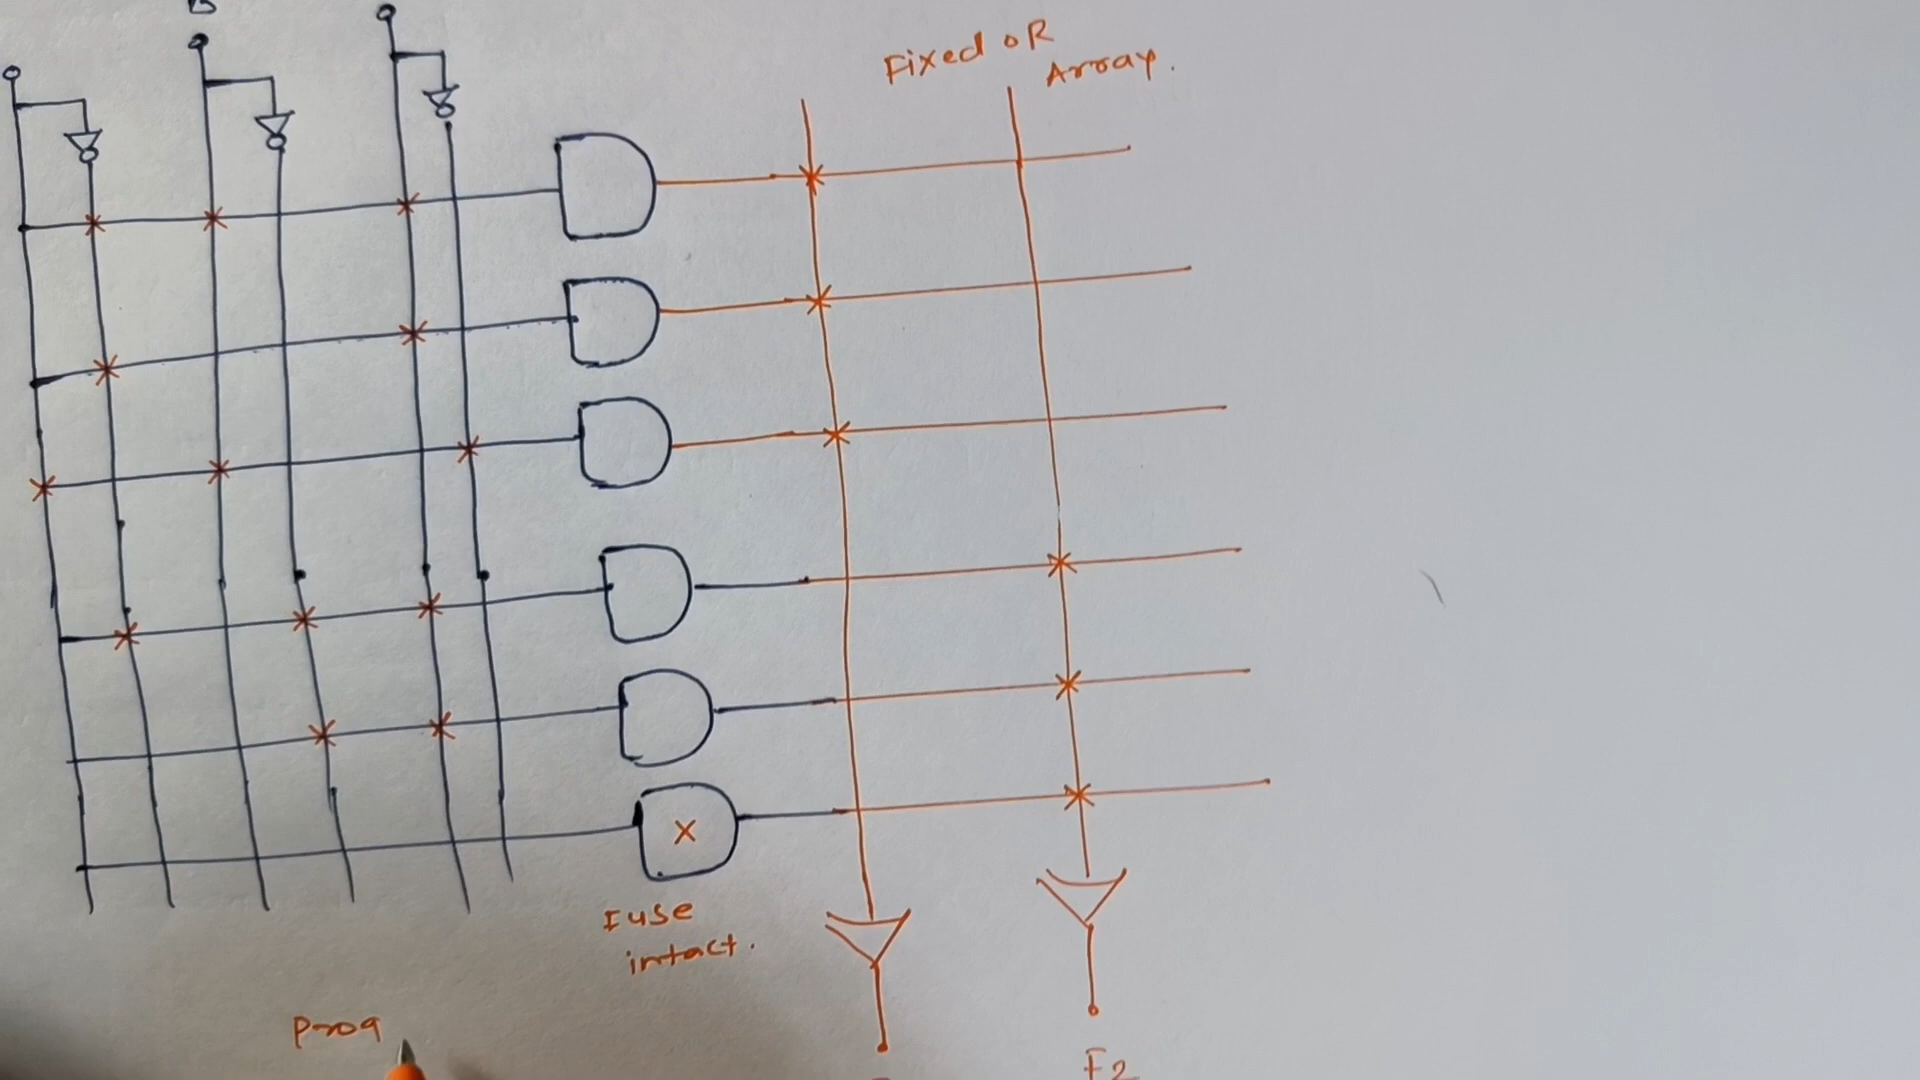 B
Fixed OR
Array.
X
Fuse
intact.
Prog
F2